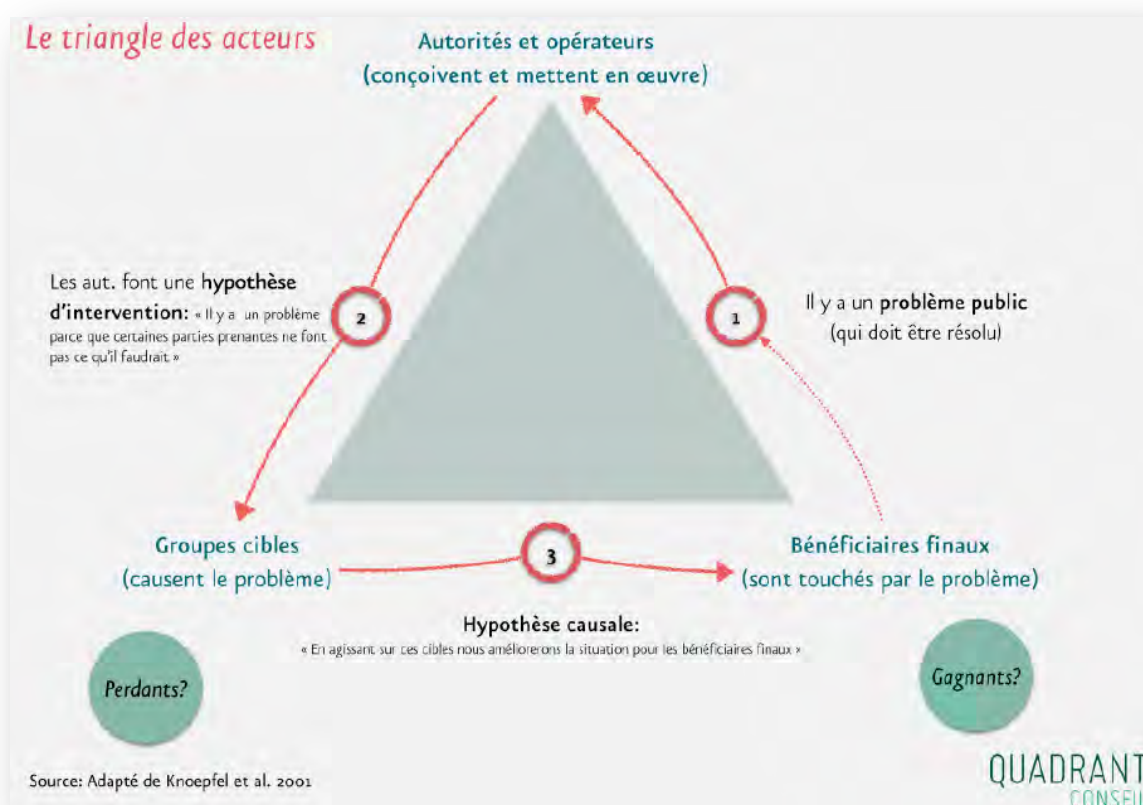 Le triangle des acteurs
Autorités et opérateurs
(conçoivent et mettent en œuvre)
Les aut. font une hypothèse
d'intervention: « Il y a un problème
parce que certaines parties prenantes ne font
pas ce qu'il faudrait »
2
1
Il y a un problème public
(qui doit être résolu)
Groupes cibles
(causent le problème)
3
Bénéficiaires finaux
(sont touchés par le problème)
Hypothèse causale:
« En agissant sur ces cibles nous améliorerons la situation pour les bénéficiaires finaux »
Perdants?
Gagnants?
Source: Adapté de Knoepfel et al. 2001
QUADRANT
CONSEIL